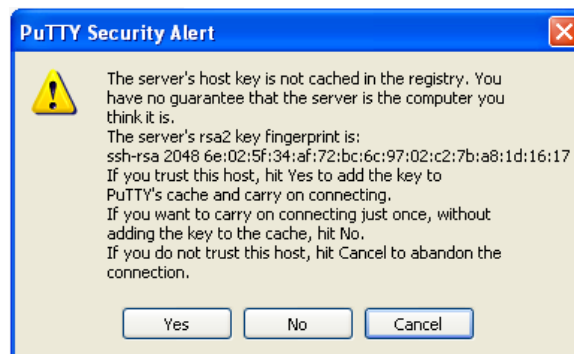 PuTTY Security Alert
The server's host key is not cached in the registry. You
have no guarantee that the server is the computer you
think it is.
The server's rsa2 key fingerprint is:
ssh-rsa 2048 6e:02:5f:34:af:72:bc:6c:97:02:c2:7b:a8:1d:16:17
If you trust this host, hit Yes to add the key to
PuTTY's cache and carry on connecting.
If you want to carry on connecting just once, without
adding the key to the cache, hit No.
If you do not trust this host, hit Cancel to abandon the
connection.
Yes No Cancel